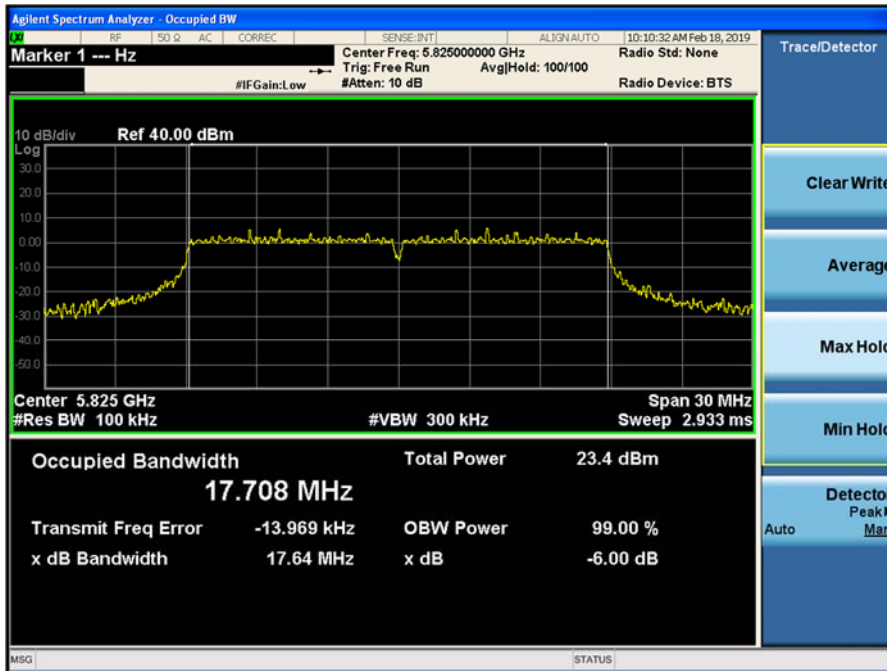 Agilent Spectrum Analyzer - Occupied BW
LXI RF 50 Ω AC CORREC SENSE:INT ALIGN AUTO 10:10:32 AM Feb 18, 2019
Marker 1 --- Hz
Center Freq: 5.825000000 GHz
Radio Std: None
Trig: Free Run Avg|Hold: 100/100
#IFGain:Low #Atten: 10 dB Radio Device: BTS
Trace/Detector
10 dB/div Ref 40.00 dBm
Log
30.0
20.0
10.0
0.00
-10.0
-20.0
-30.0
-40.0
-50.0
Center 5.825 GHz Span 30 MHz
#Res BW 100 kHz #VBW 300 kHz Sweep 2.933 ms
Occupied Bandwidth Total Power 23.4 dBm
17.708 MHz
Transmit Freq Error -13.969 kHz OBW Power 99.00 %
x dB Bandwidth 17.64 MHz x dB -6.00 dB
Clear Write
Average
Max Hold
Min Hold
Detector
Peak
Auto Man
MSG STATUS